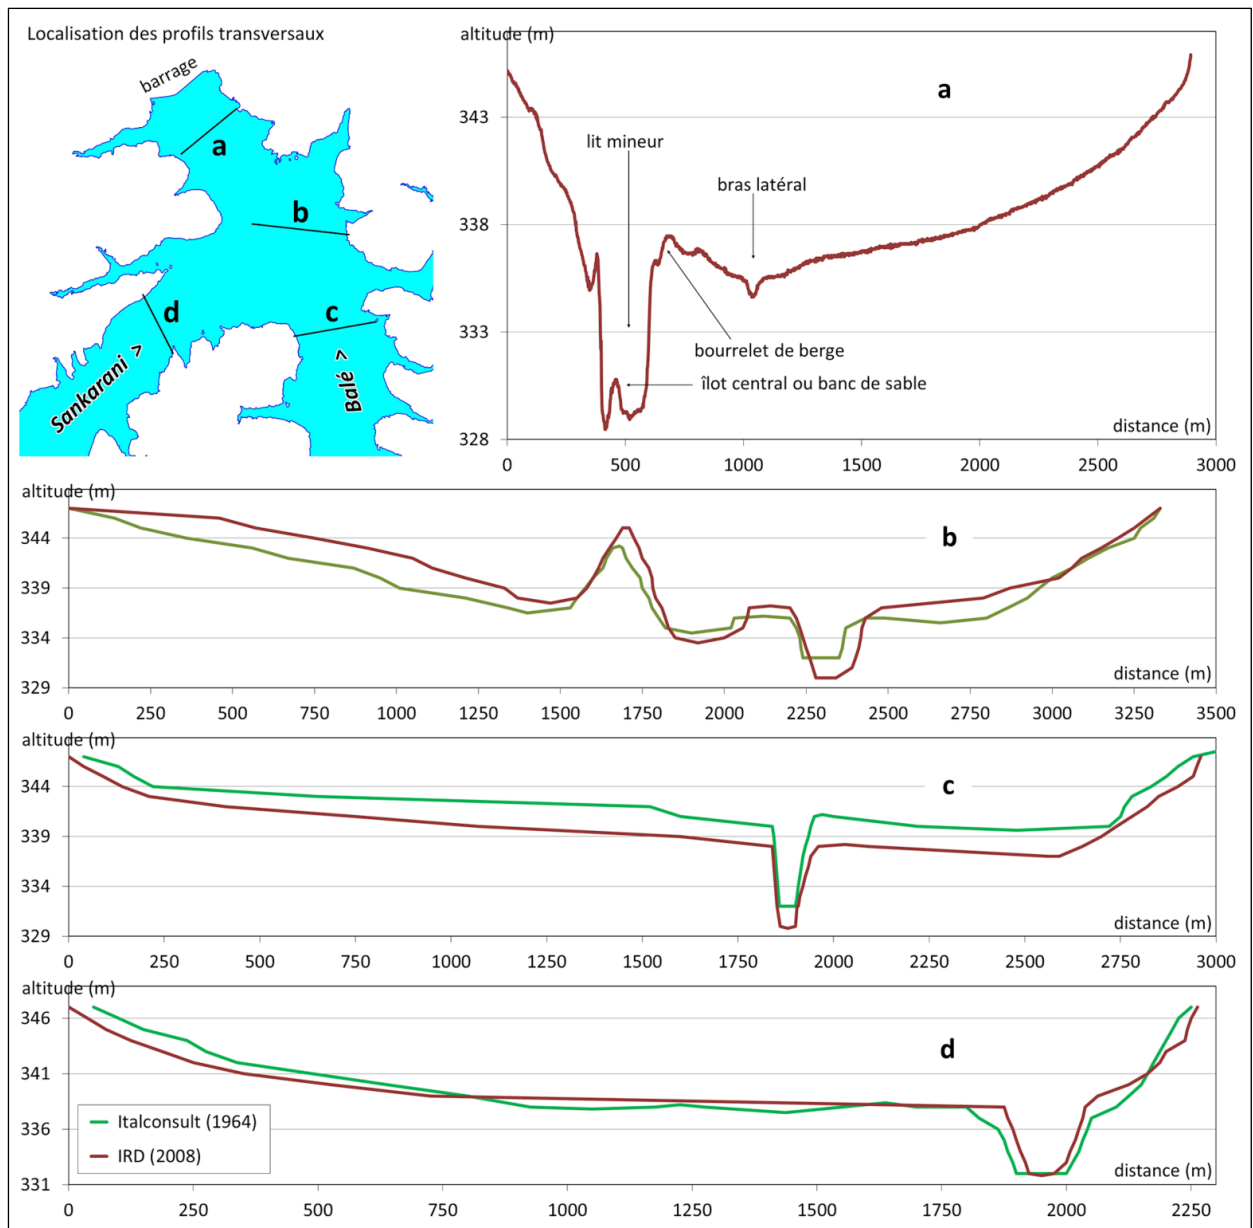 Localisation des profils transversaux
barrage
a
b
c
d
Sankarani >
Balé >
altitude (m)
a
343
338
333
328
lit mineur
bras latéral
bourrelet de berge
îlot central ou banc de sable
distance (m)
0 500 1000 1500 2000 2500 3000
altitude (m)
b
344
339
334
329
distance (m)
0 250 500 750 1000 1250 1500 1750 2000 2250 2500 2750 3000 3250 3500
altitude (m)
c
344
339
334
329
distance (m)
0 250 500 750 1000 1250 1500 1750 2000 2250 2500 2750 3000
altitude (m)
d
346
341
336
331
Italconsult (1964)
IRD (2008)
distance (m)
0 250 500 750 1000 1250 1500 1750 2000 2250